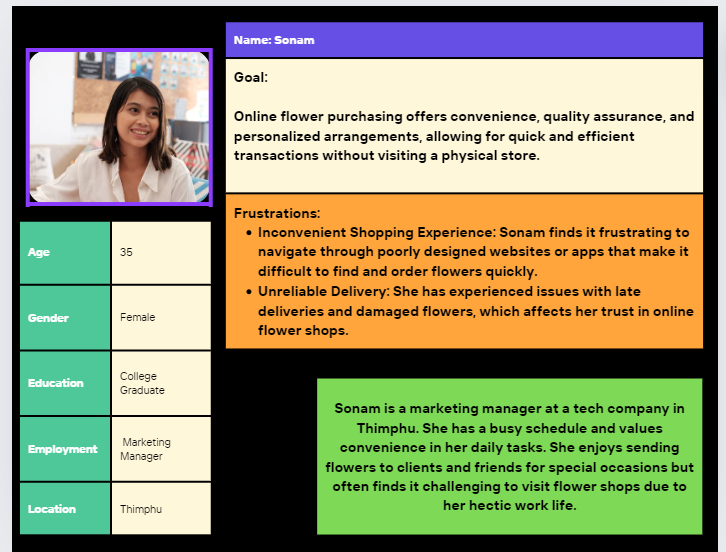 Name: Sonam
Goal:
Online flower purchasing offers convenience, quality assurance, and
personalized arrangements, allowing for quick and efficient
transactions without visiting a physical store.
Frustrations:
• Inconvenient Shopping Experience: Sonam finds it frustrating to
navigate through poorly designed websites or apps that make it
difficult to find and order flowers quickly.
• Unreliable Delivery: She has experienced issues with late
deliveries and damaged flowers, which affects her trust in online
flower shops.
Age 35
Gender Female
Education College
Graduate
Employment Marketing
Manager
Location Thimphu
Sonam is a marketing manager at a tech company in
Thimphu. She has a busy schedule and values
convenience in her daily tasks. She enjoys sending
flowers to clients and friends for special occasions but
often finds it challenging to visit flower shops due to
her hectic work life.